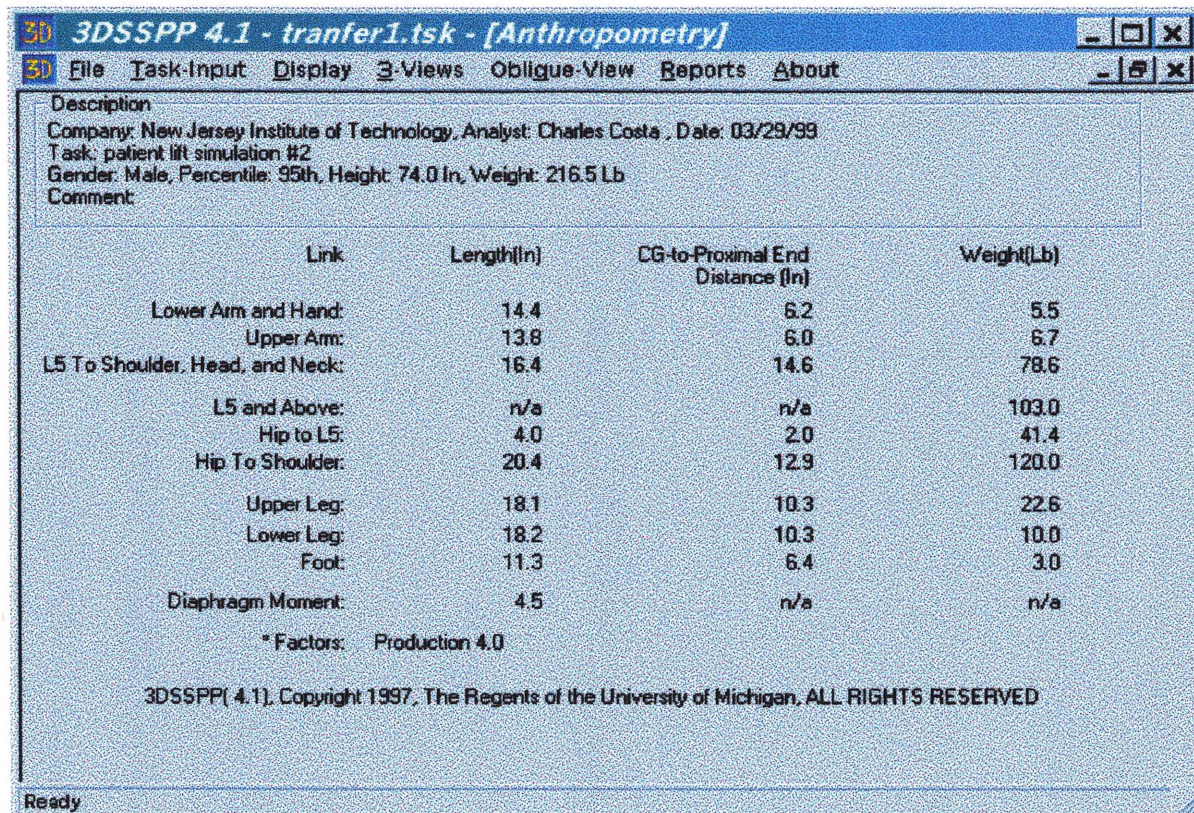 3D 3DSSPP 4.1 - tranfer1.tsk - [Anthropometry]
3D File Task-Input Display 3-Views Oblique-View Reports About
Description
Company: New Jersey Institute of Technology, Analyst: Charles Costa , Date: 03/29/99
Task: patient lift simulation #2
Gender: Male, Percentile: 95th, Height: 74.0 In, Weight: 216.5 Lb
Comment:
Link Length(In) CG-to-Proximal End Distance (In) Weight(Lb)
Lower Arm and Hand: 14.4 6.2 5.5
Upper Arm: 13.8 6.0 6.7
L5 To Shoulder, Head, and Neck: 16.4 14.6 78.6
L5 and Above: n/a n/a 103.0
Hip to L5: 4.0 2.0 41.4
Hip To Shoulder: 20.4 12.9 120.0
Upper Leg: 18.1 10.3 22.6
Lower Leg: 18.2 10.3 10.0
Foot: 11.3 6.4 3.0
Diaphragm Moment: 4.5 n/a n/a
* Factors: Production 4.0
3DSSPP( 4.1), Copyright 1997, The Regents of the University of Michigan, ALL RIGHTS RESERVED
Ready